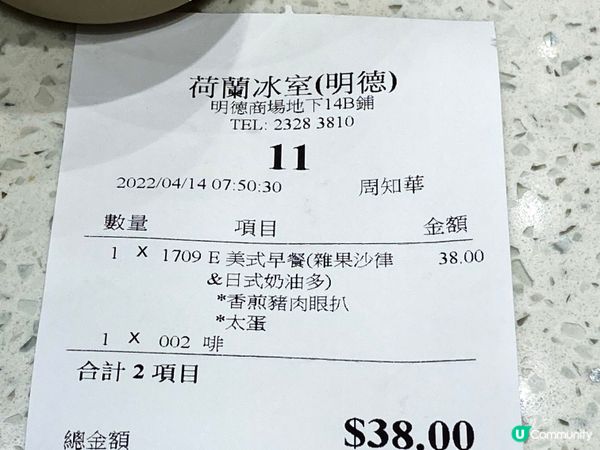 荷蘭冰室(明德)
明德商場地下14B鋪
TEL: 2328 3810
11
2022/04/14 07:50:30 周知華
數量 項目 金額
1 X 1709 E 美式早餐(雜果沙律 38.00
&日式奶油多)
*香煎豬肉眼扒
*太蛋
1 X 002 啡
合計 2 項目
總金額 $38.00
U Community